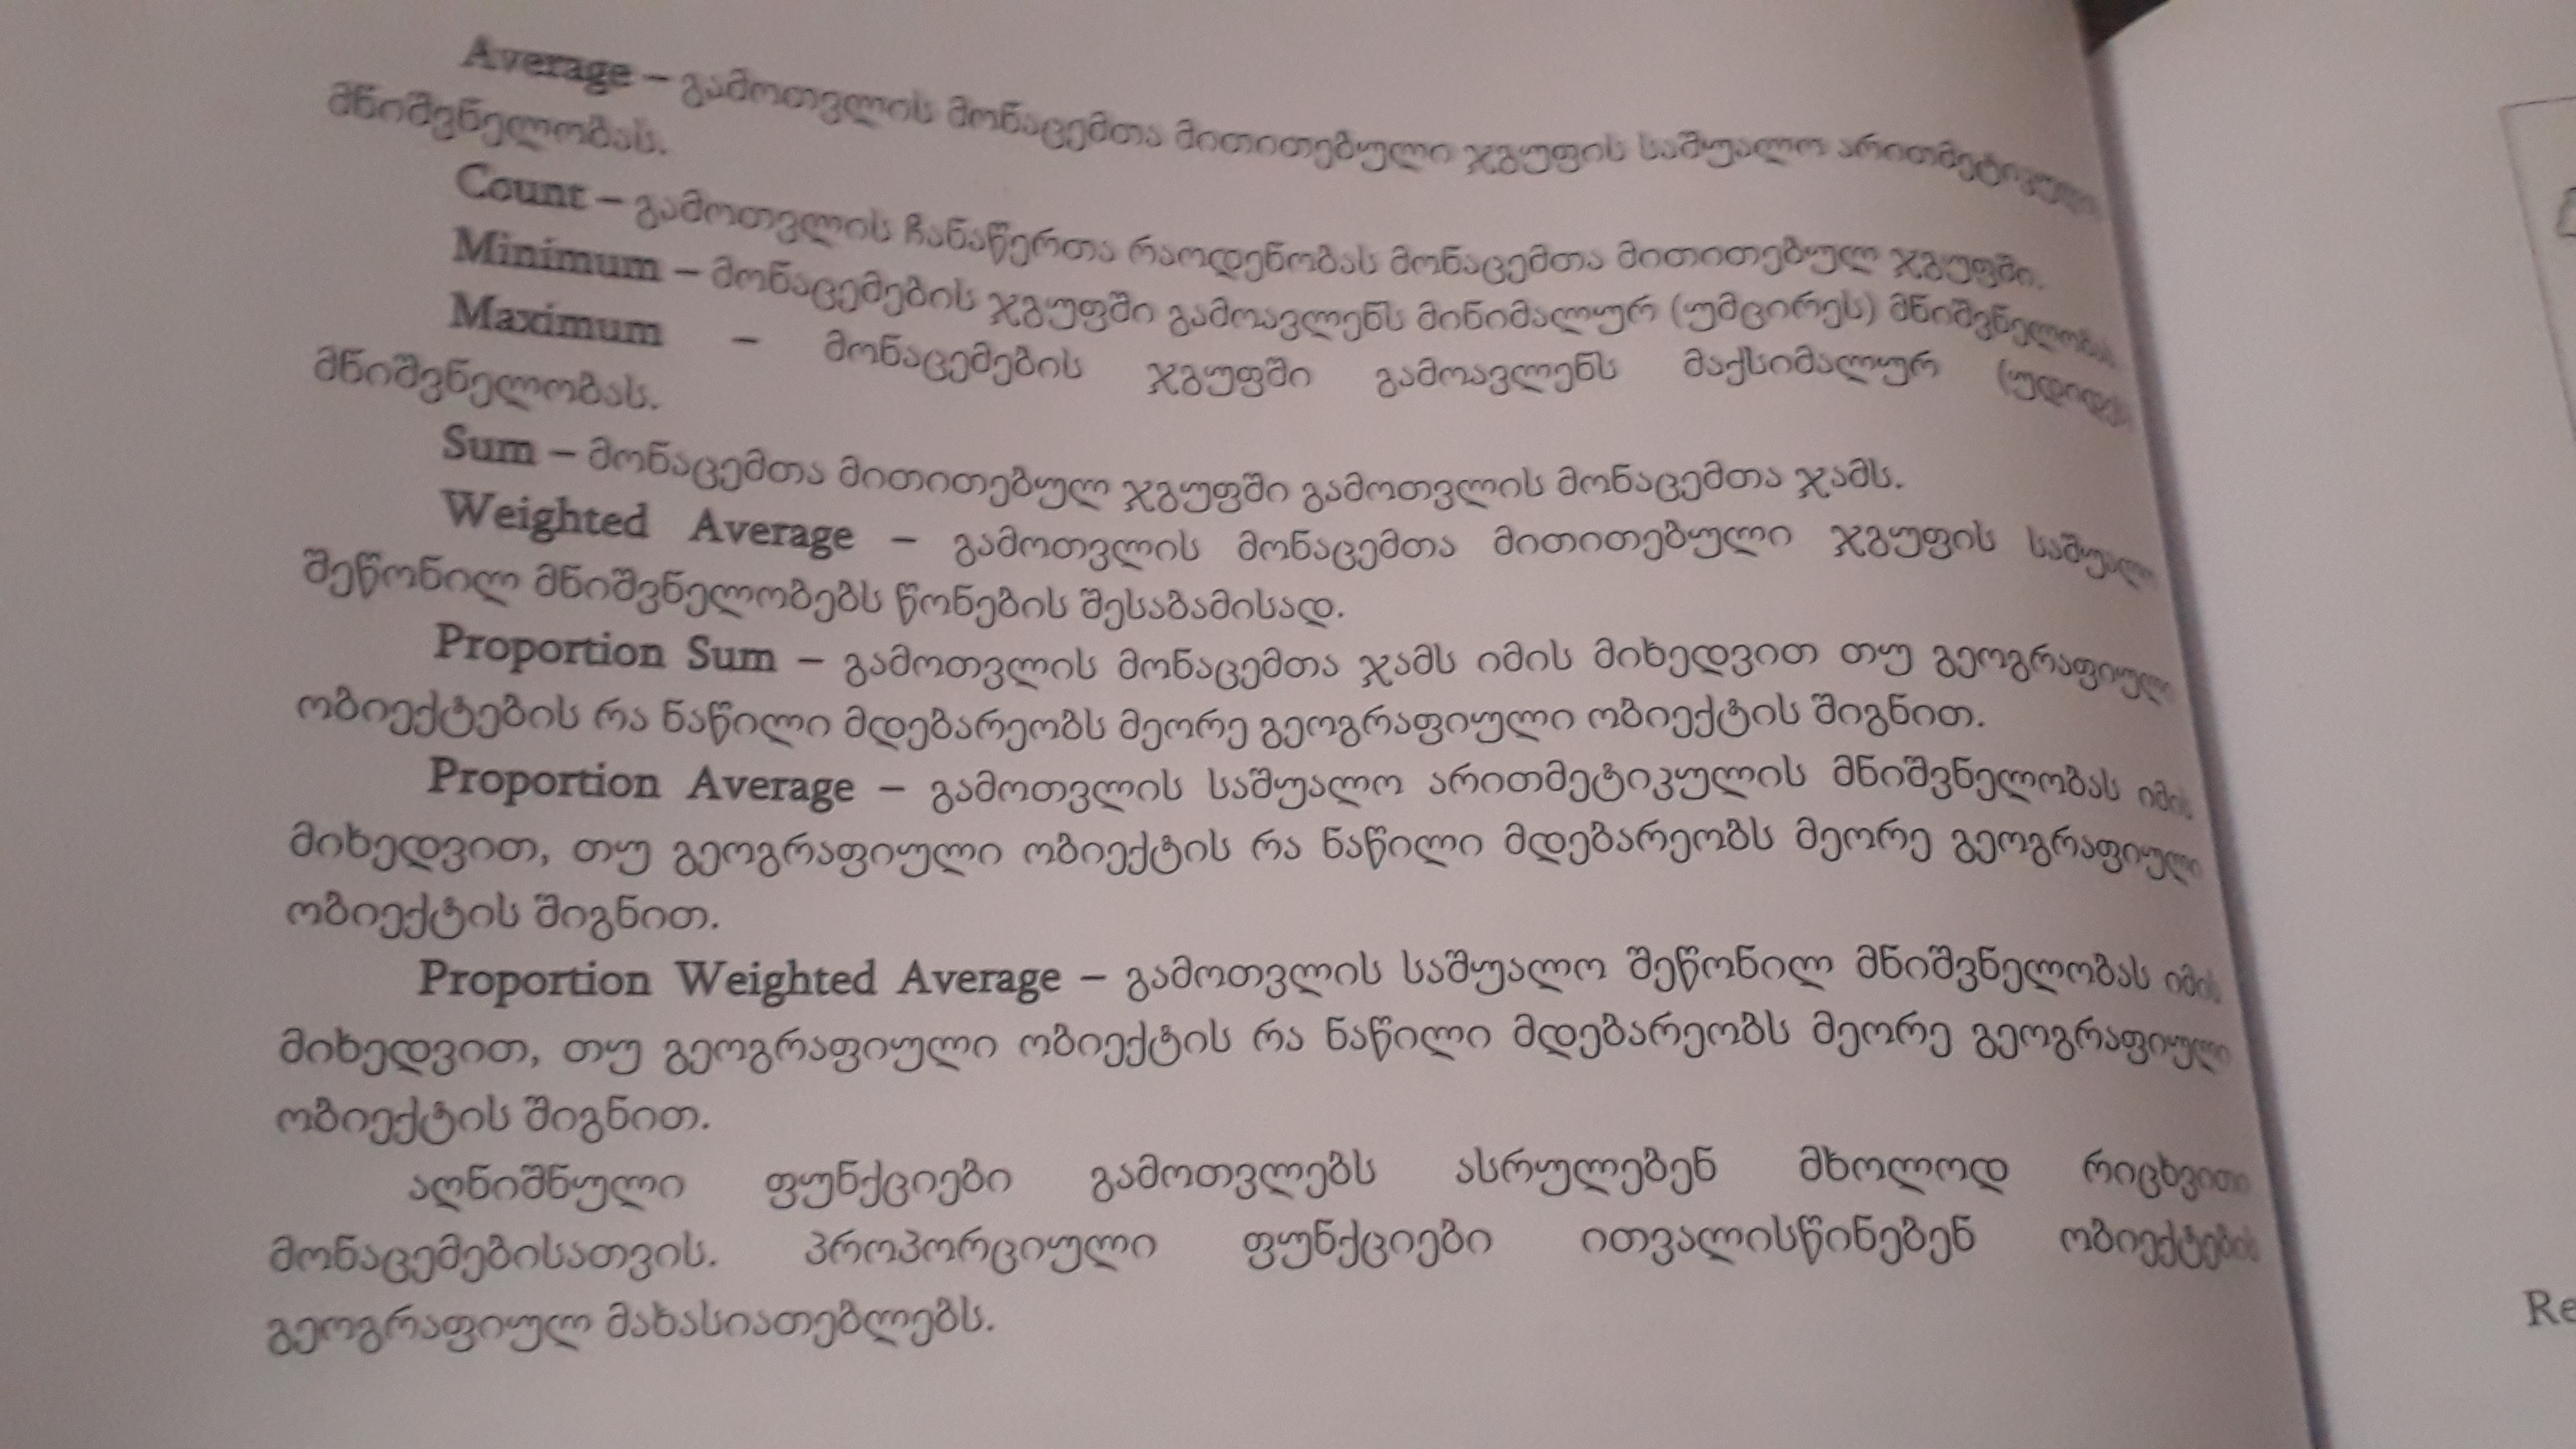 Average – გამოთვლის მონაცემთა მითითებული ჯგუფის საშუალო არითმეტიკული
მნიშვნელობას.
Count – გამოთვლის ჩანაწერთა რაოდენობას მონაცემთა მითითებულ ჯგუფში.
Minimum – მონაცემების ჯგუფში გამოავლენს მინიმალურ (უმცირეს) მნიშვნელობას.
Maximum – მონაცემების ჯგუფში გამოავლენს მაქსიმალურ (უდიდეს
მნიშვნელობას.
Sum – მონაცემთა მითითებულ ჯგუფში გამოთვლის მონაცემთა ჯამს.
Weighted Average – გამოთვლის მონაცემთა მითითებული ჯგუფის საშუალო
შეწონილ მნიშვნელობებს წონების შესაბამისად.
Proportion Sum – გამოთვლის მონაცემთა ჯამს იმის მიხედვით თუ გეოგრაფიული
ობიექტების რა ნაწილი მდებარეობს მეორე გეოგრაფიული ობიექტის შიგნით.
Proportion Average – გამოთვლის საშუალო არითმეტიკულის მნიშვნელობას იმის
მიხედვით, თუ გეოგრაფიული ობიექტის რა ნაწილი მდებარეობს მეორე გეოგრაფიული
ობიექტის შიგნით.
Proportion Weighted Average – გამოთვლის საშუალო შეწონილ მნიშვნელობას იმის
მიხედვით, თუ გეოგრაფიული ობიექტის რა ნაწილი მდებარეობს მეორე გეოგრაფიული
ობიექტის შიგნით.
აღნიშნული ფუნქციები გამოთვლებს ასრულებენ მხოლოდ რიცხვითი
მონაცემებისათვის. პროპორციული ფუნქციები ითვალისწინებენ ობიექტების
გეოგრაფიულ მახასიათებლებს.